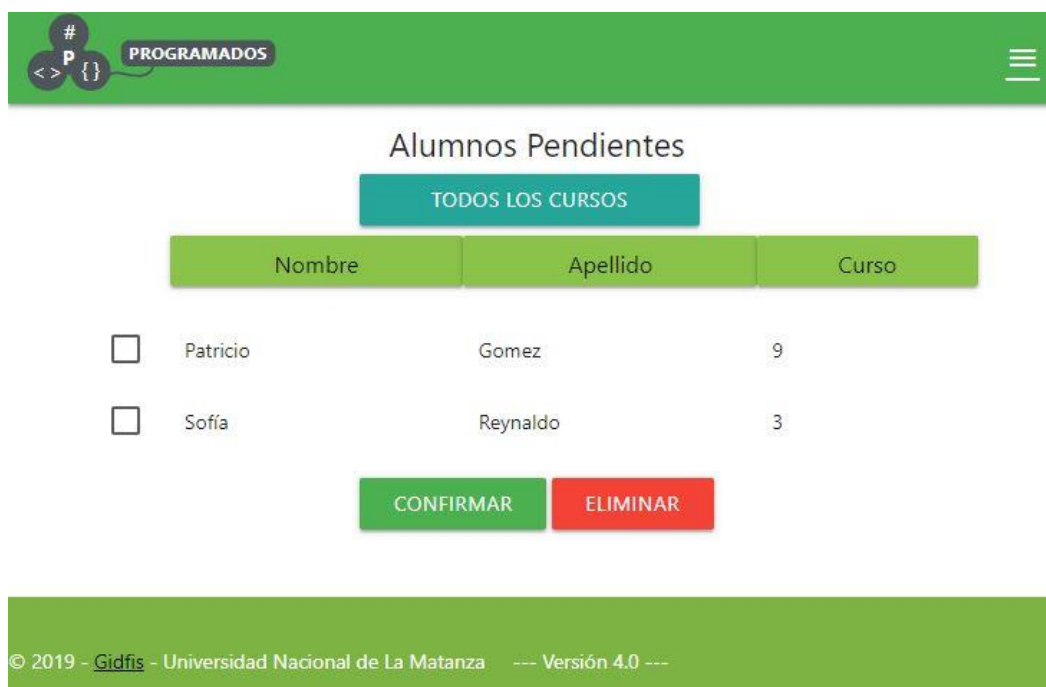 #
P
< >
{ }
PROGRAMADOS
Alumnos Pendientes
TODOS LOS CURSOS
Nombre Apellido Curso
Patricio Gomez 9
Sofía Reynaldo 3
CONFIRMAR ELIMINAR
© 2019 - Gidfis - Universidad Nacional de La Matanza --- Versión 4.0 ---